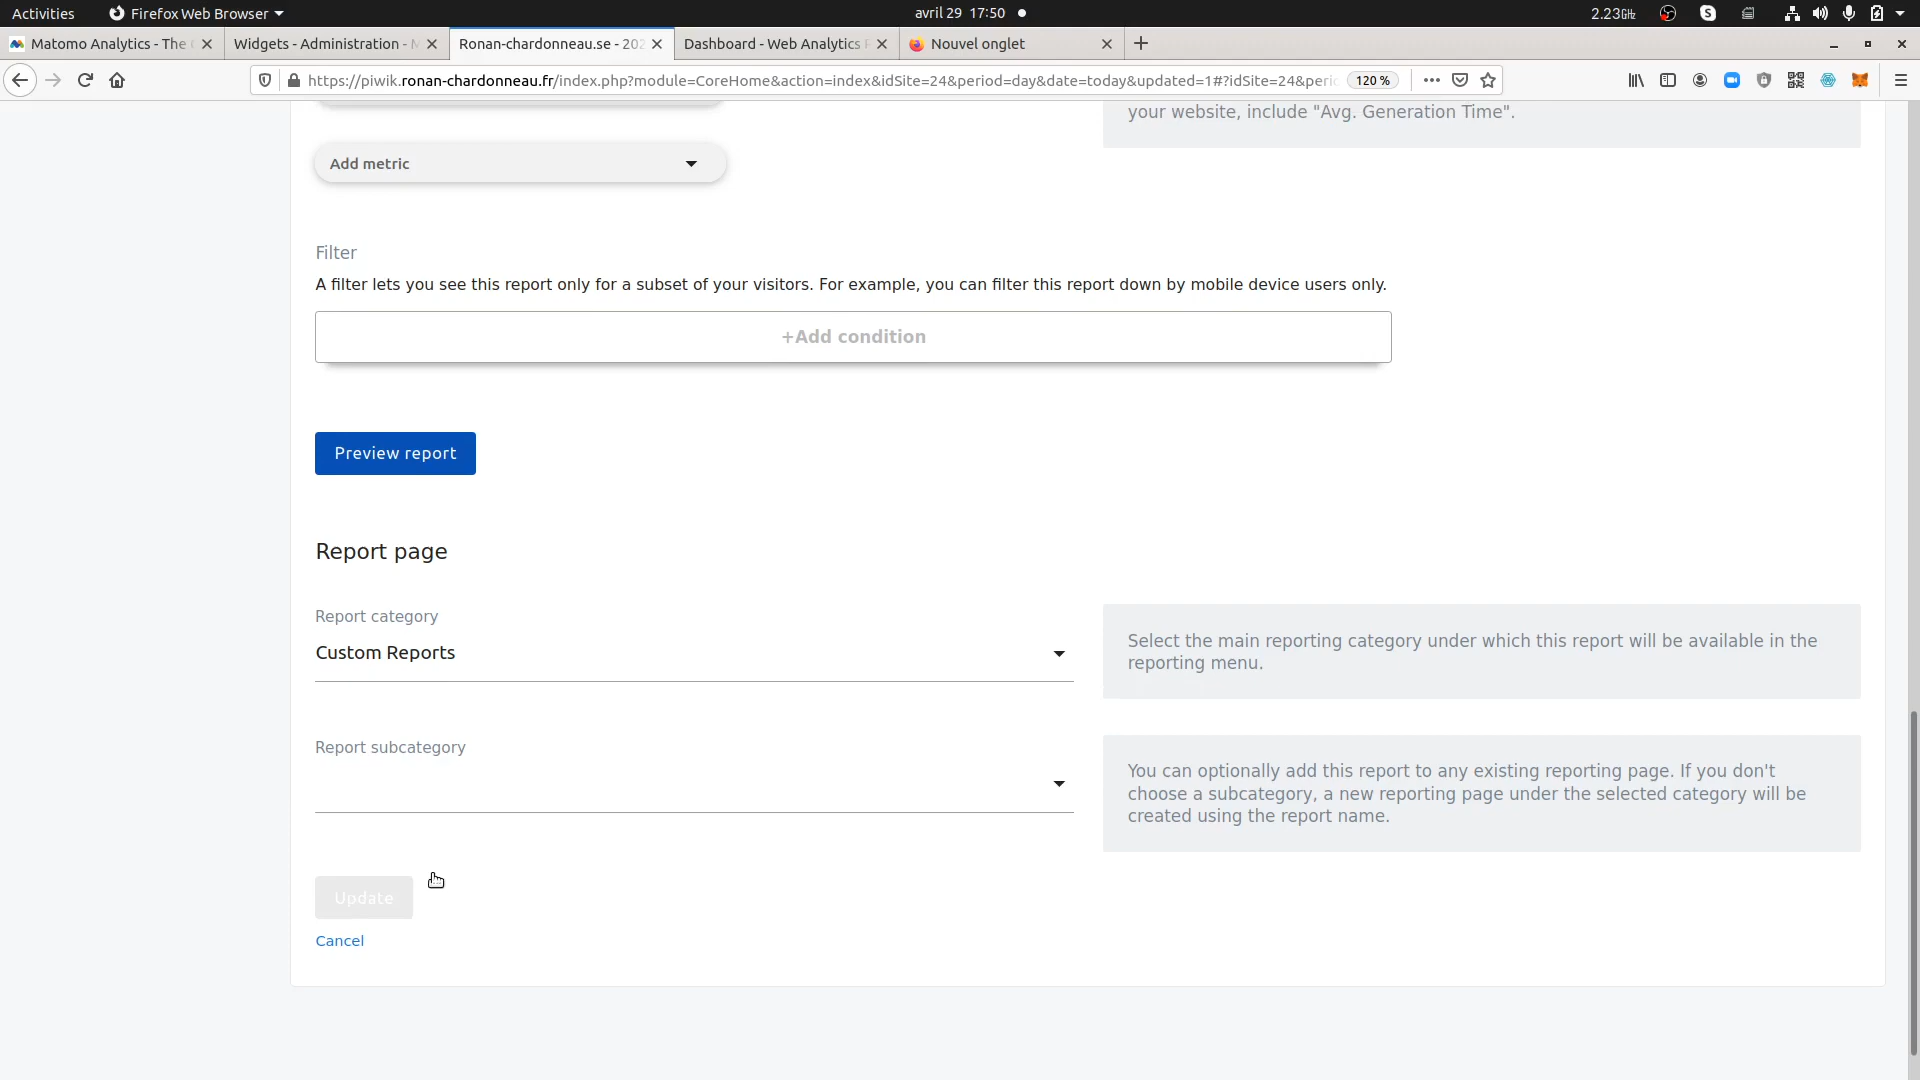 Activities
Firefox Web Browser
avril 29 17:50
2.23GHz
Matomo Analytics - The
Widgets - Administration -
Ronan-chardonneau.se - 202
Dashboard - Web Analytics
Nouvel onglet
https://piwik.ronan-chardonneau.fr/index.php?module=CoreHome&action=index&idSite=24&period=day&date=today&updated=1#?idSite=24&peri
120 %
your website, include "Avg. Generation Time".
Add metric
Filter
A filter lets you see this report only for a subset of your visitors. For example, you can filter this report down by mobile device users only.
+Add condition
Preview report
Report page
Report category
Custom Reports
Select the main reporting category under which this report will be available in the
reporting menu.
Report subcategory
You can optionally add this report to any existing reporting page. If you don't
choose a subcategory, a new reporting page under the selected category will be
created using the report name.
Update
Cancel